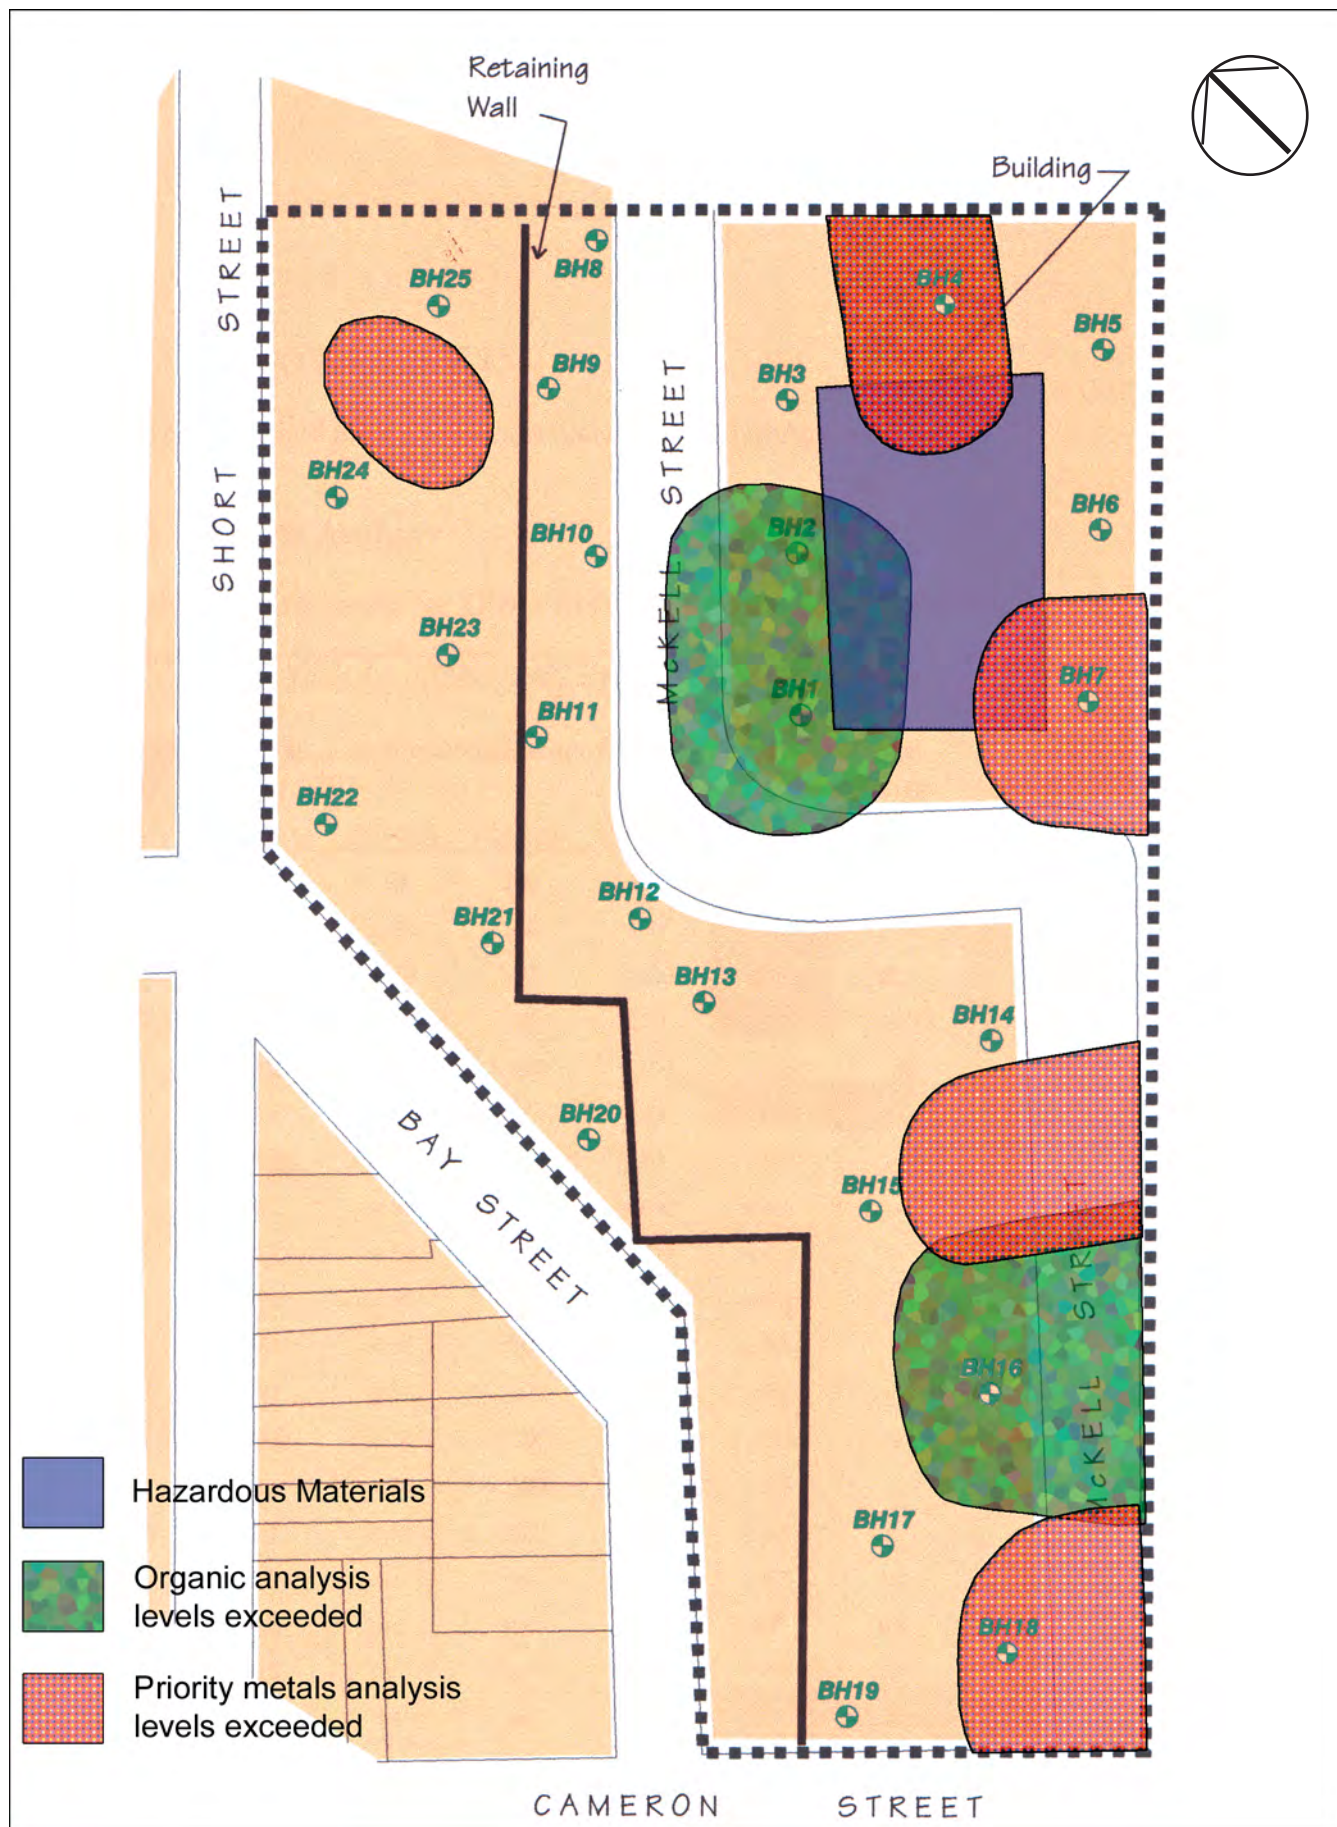 Retaining
Wall
Building
SHORT STREET
BH25
BH8
BH4
BH5
BH9
BH3
McKELL STREET
BH24
BH10
BH2
BH6
BH23
BH1
BH7
BH11
BH22
BH12
BH21
BH13
BH14
BH20
BAY STREET
BH15
McKELL STR T
BH16
BH17
BH18
BH19
Hazardous Materials
Organic analysis
levels exceeded
Priority metals analysis
levels exceeded
CAMERON STREET